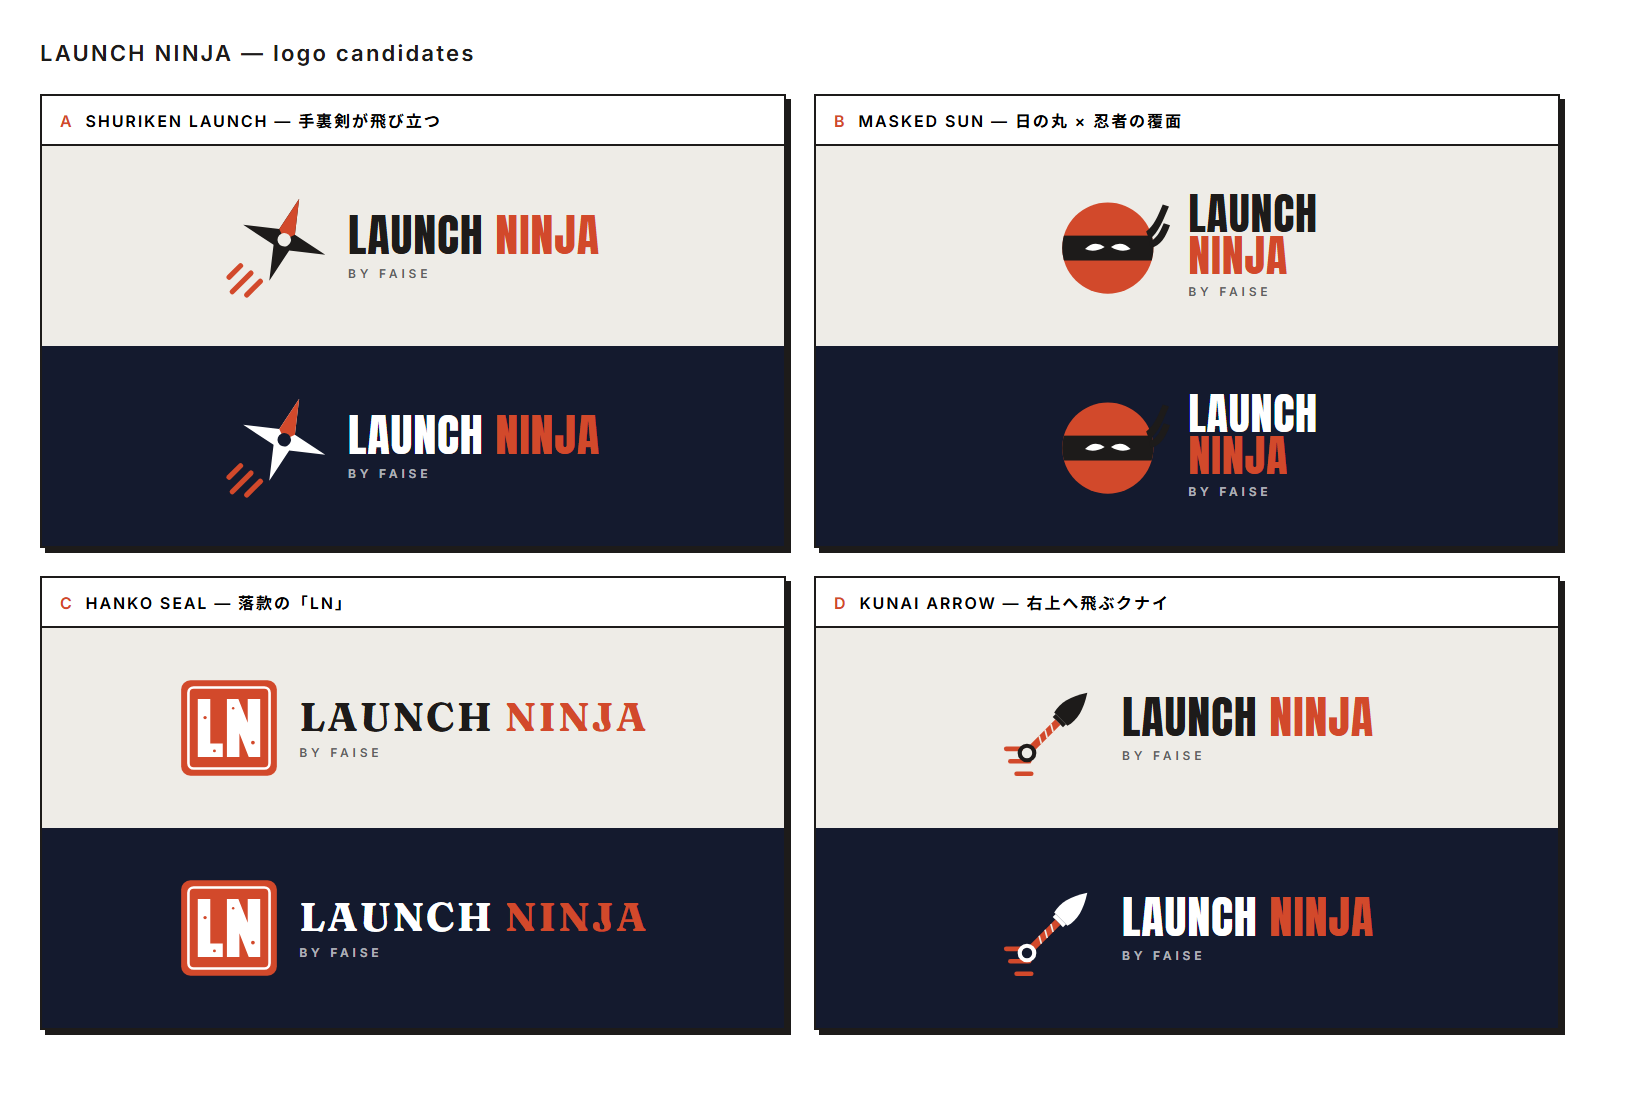 LAUNCH NINJA — logo candidates
A SHURIKEN LAUNCH — 手裏剣が飛び立つ
LAUNCH NINJA
BY FAISE
LAUNCH NINJA
BY FAISE
B MASKED SUN — 日の丸 × 忍者の覆面
LAUNCH
NINJA
BY FAISE
LAUNCH
NINJA
BY FAISE
C HANKO SEAL — 落款の「LN」
LN
LAUNCH NINJA
BY FAISE
LN
LAUNCH NINJA
BY FAISE
D KUNAI ARROW — 右上へ飛ぶクナイ
LAUNCH NINJA
BY FAISE
LAUNCH NINJA
BY FAISE